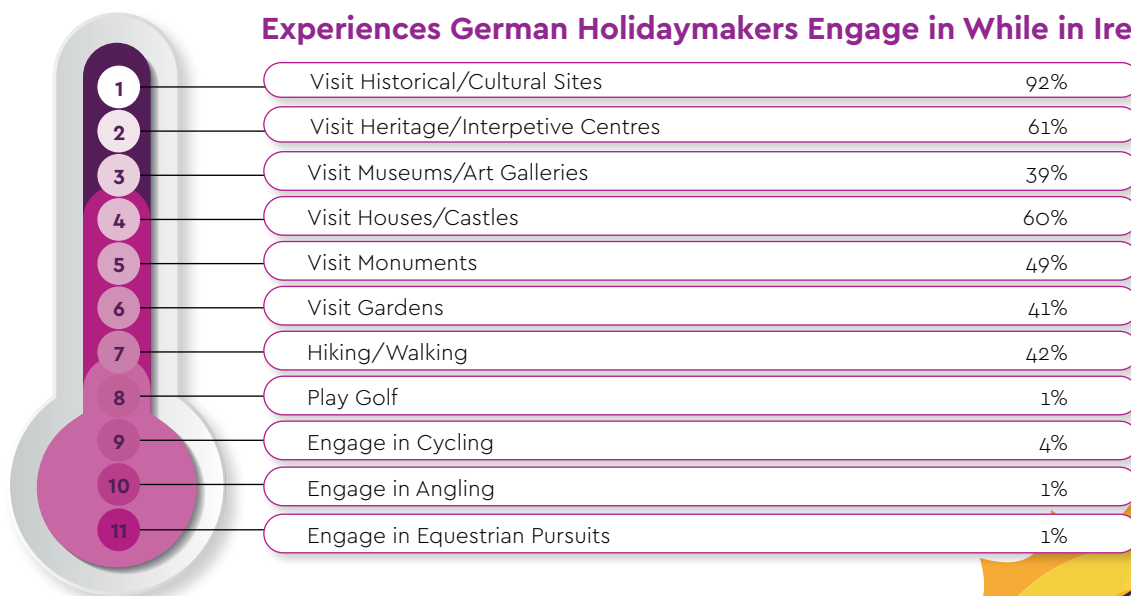 Experiences German Holidaymakers Engage in While in Ire
1 Visit Historical/Cultural Sites 92%
2 Visit Heritage/Interpetive Centres 61%
3 Visit Museums/Art Galleries 39%
4 Visit Houses/Castles 60%
5 Visit Monuments 49%
6 Visit Gardens 41%
7 Hiking/Walking 42%
8 Play Golf 1%
9 Engage in Cycling 4%
10 Engage in Angling 1%
11 Engage in Equestrian Pursuits 1%